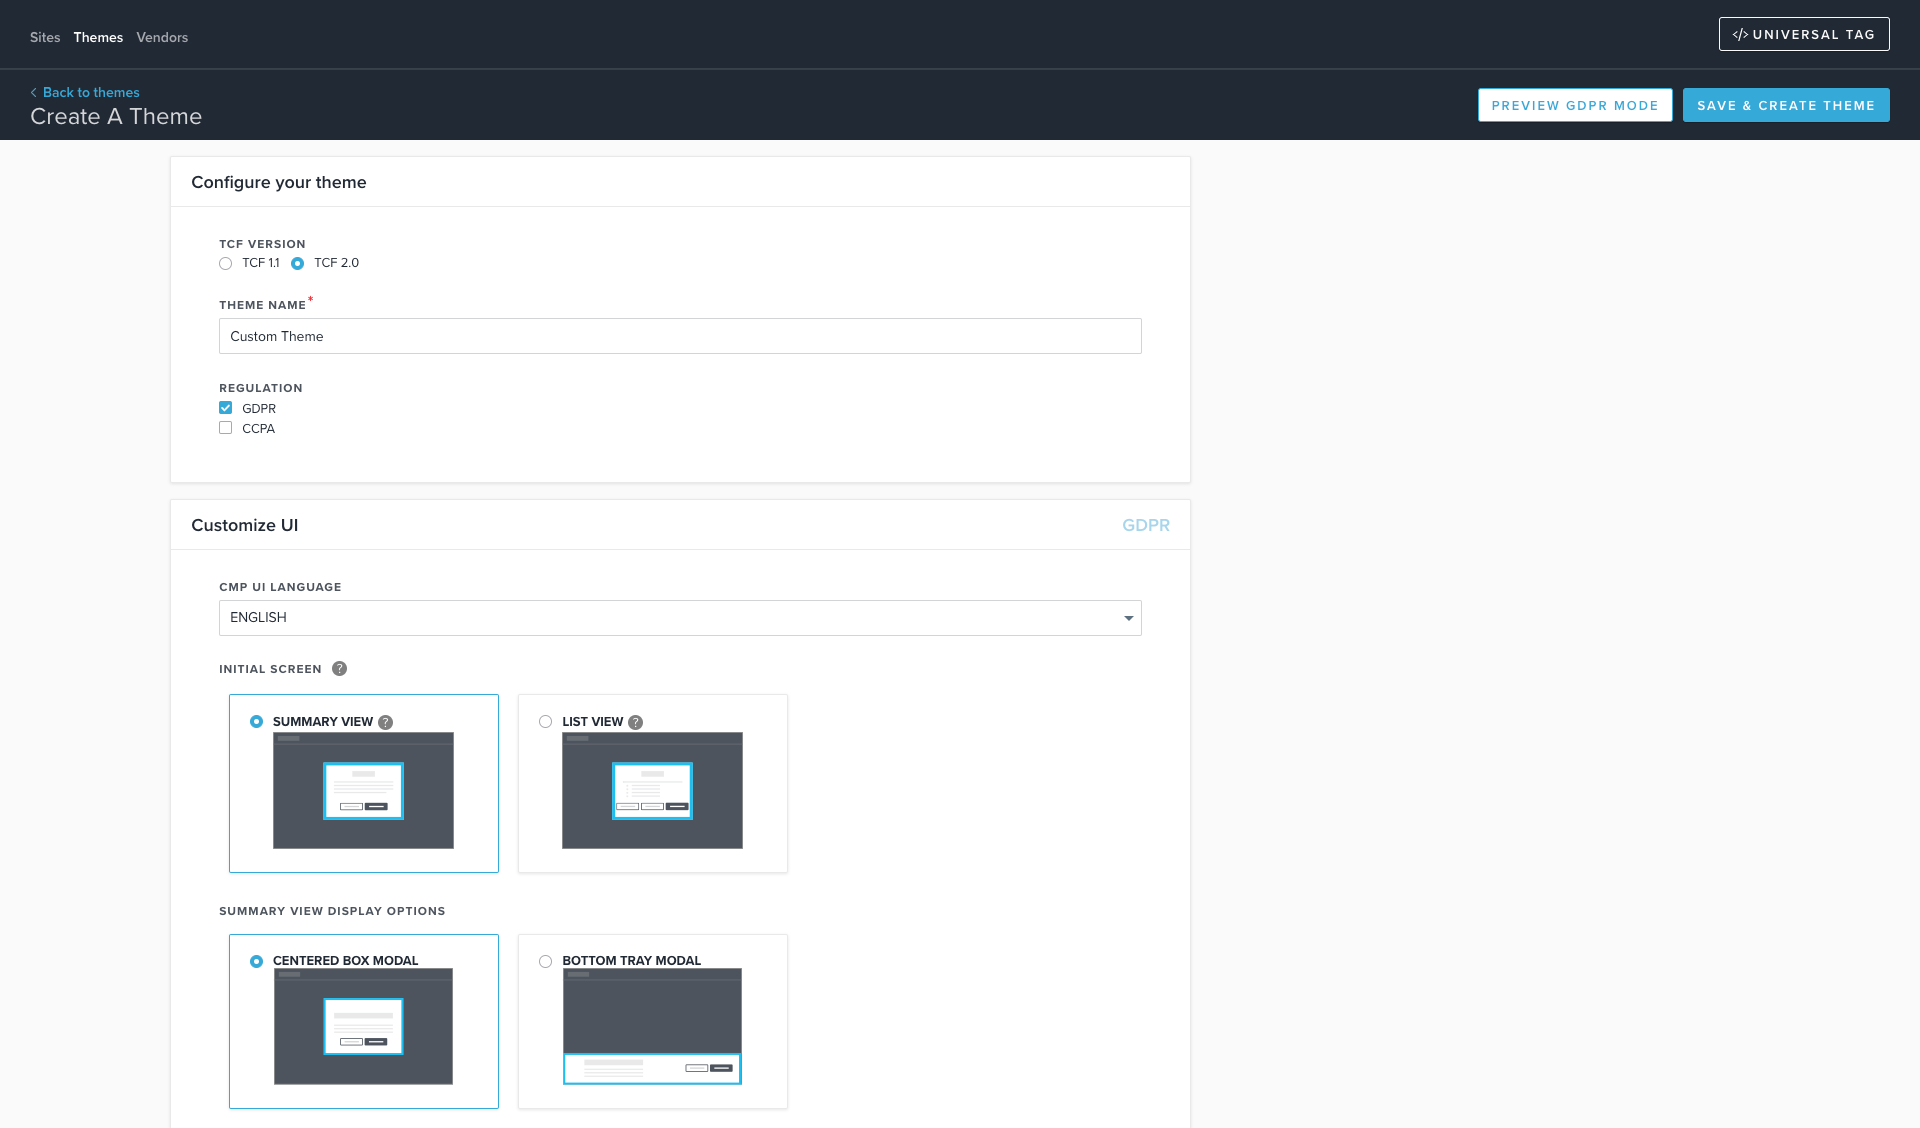 Sites Themes Vendors
</> UNIVERSAL TAG
Back to themes
Create A Theme
PREVIEW GDPR MODE
SAVE & CREATE THEME
Configure your theme
TCF VERSION
TCF 1.1 TCF 2.0
THEME NAME*
Custom Theme
REGULATION
GDPR
CCPA
Customize UI
GDPR
CMP UI LANGUAGE
ENGLISH
INITIAL SCREEN ?
SUMMARY VIEW ?
LIST VIEW ?
SUMMARY VIEW DISPLAY OPTIONS
CENTERED BOX MODAL
BOTTOM TRAY MODAL